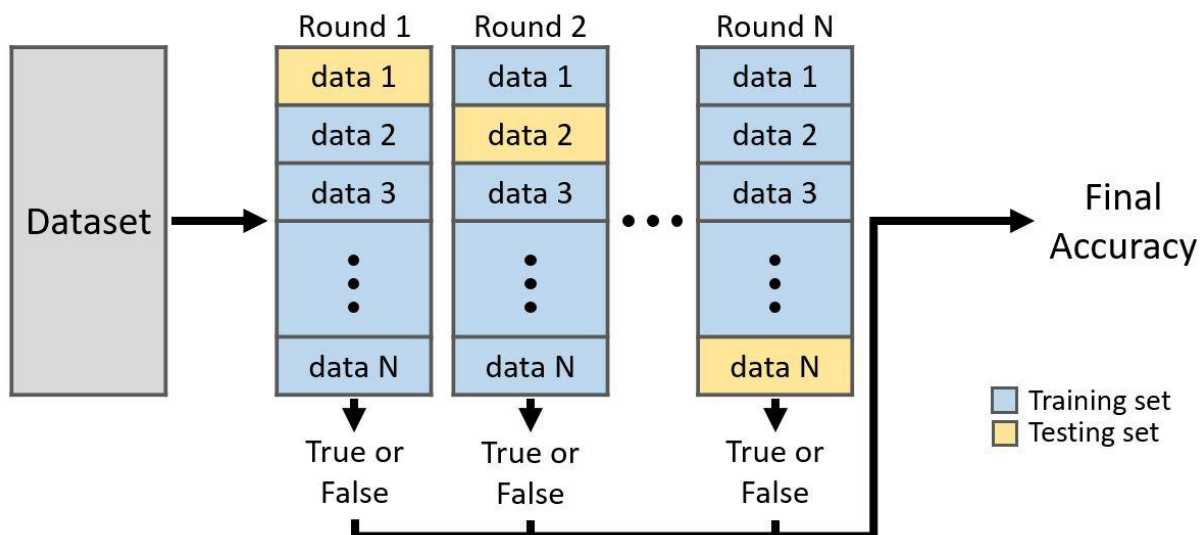 Round 1
Round 2
Round N
Dataset
data 1
data 2
data 3
data N
True or
False
data 1
data 2
data 3
data N
True or
False
data 1
data 2
data 3
data N
True or
False
Final
Accuracy
Training set
Testing set